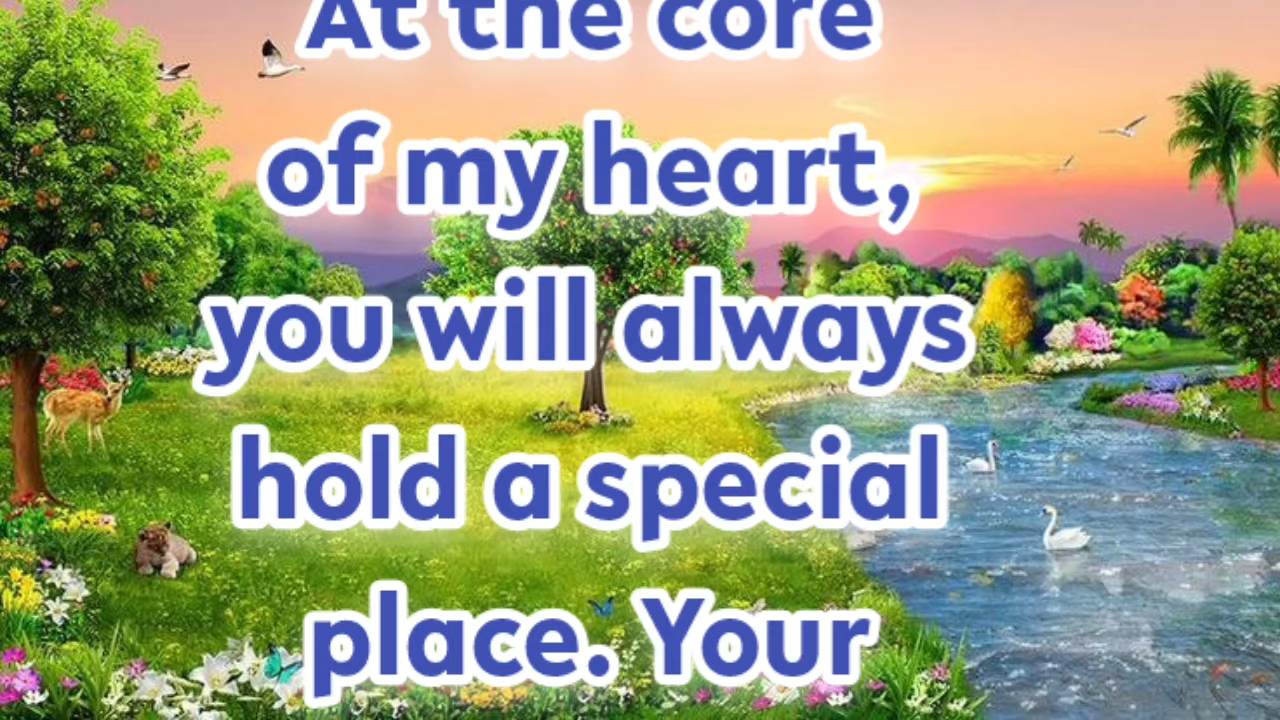 At the core
of my heart,
you will always
hold a special
place. Your